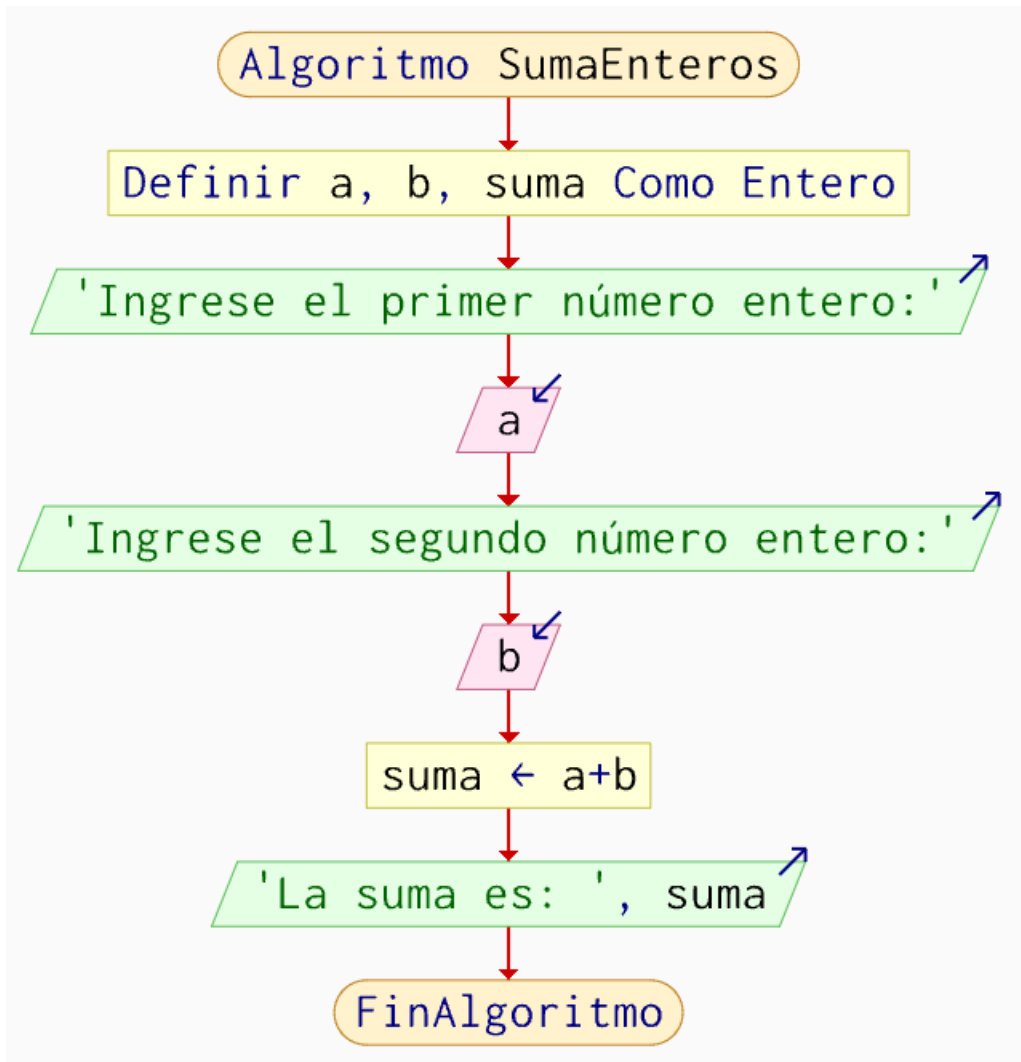 Algoritmo SumaEnteros
Definir a, b, suma Como Entero
'Ingrese el primer número entero:'
a
'Ingrese el segundo número entero:'
b
suma ← a+b
'La suma es: ', suma
FinAlgoritmo